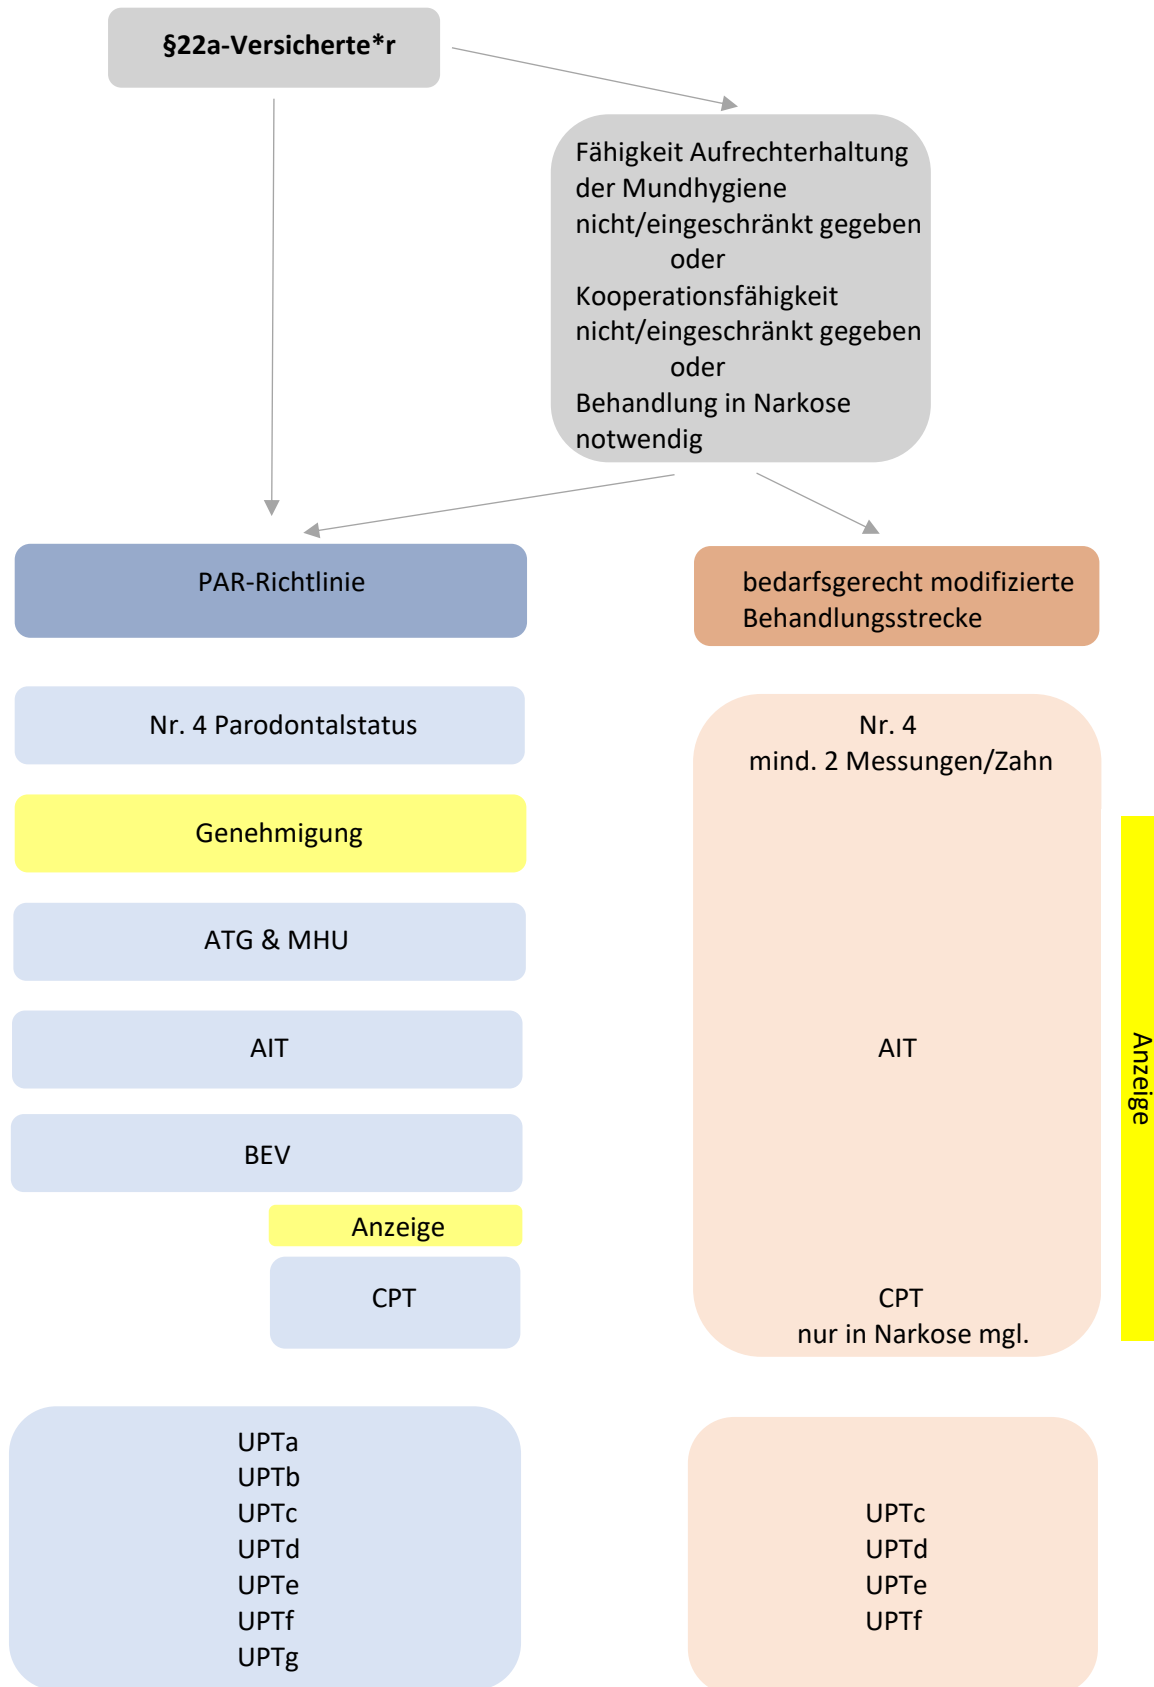 §22a-Versicherte*r
Fähigkeit Aufrechterhaltung
der Mundhygiene
nicht/eingeschränkt gegeben
oder
Kooperationsfähigkeit
nicht/eingeschränkt gegeben
oder
Behandlung in Narkose
notwendig
PAR-Richtlinie
bedarfsgerecht modifizierte
Behandlungsstrecke
Nr. 4 Parodontalstatus
Genehmigung
ATG & MHU
AIT
BEV
Anzeige
CPT
UPTa
UPTb
UPTc
UPTd
UPTe
UPTf
UPTg
Nr. 4
mind. 2 Messungen/Zahn
AIT
CPT
nur in Narkose mgl.
Anzeige
UPTc
UPTd
UPTe
UPTf